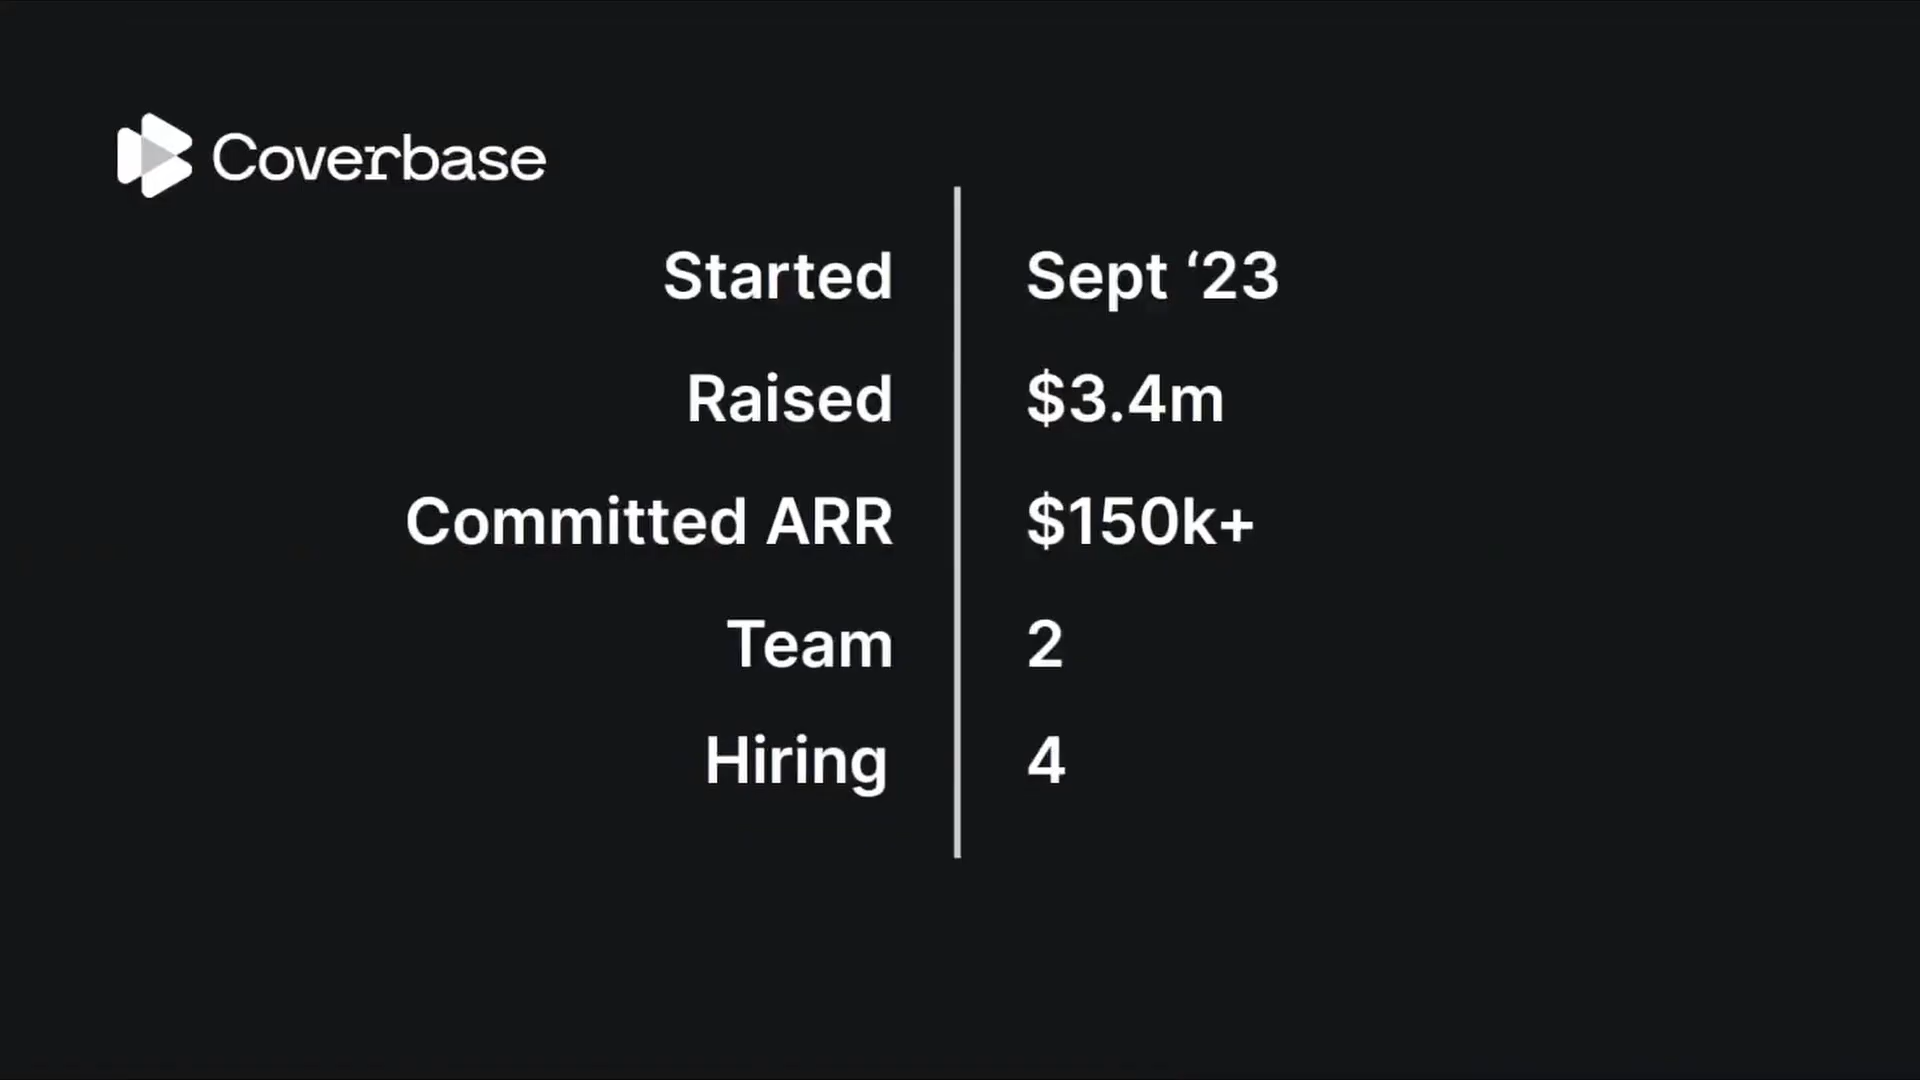 Coverbase
Started Sept ‘23
Raised $3.4m
Committed ARR $150k+
Team 2
Hiring 4